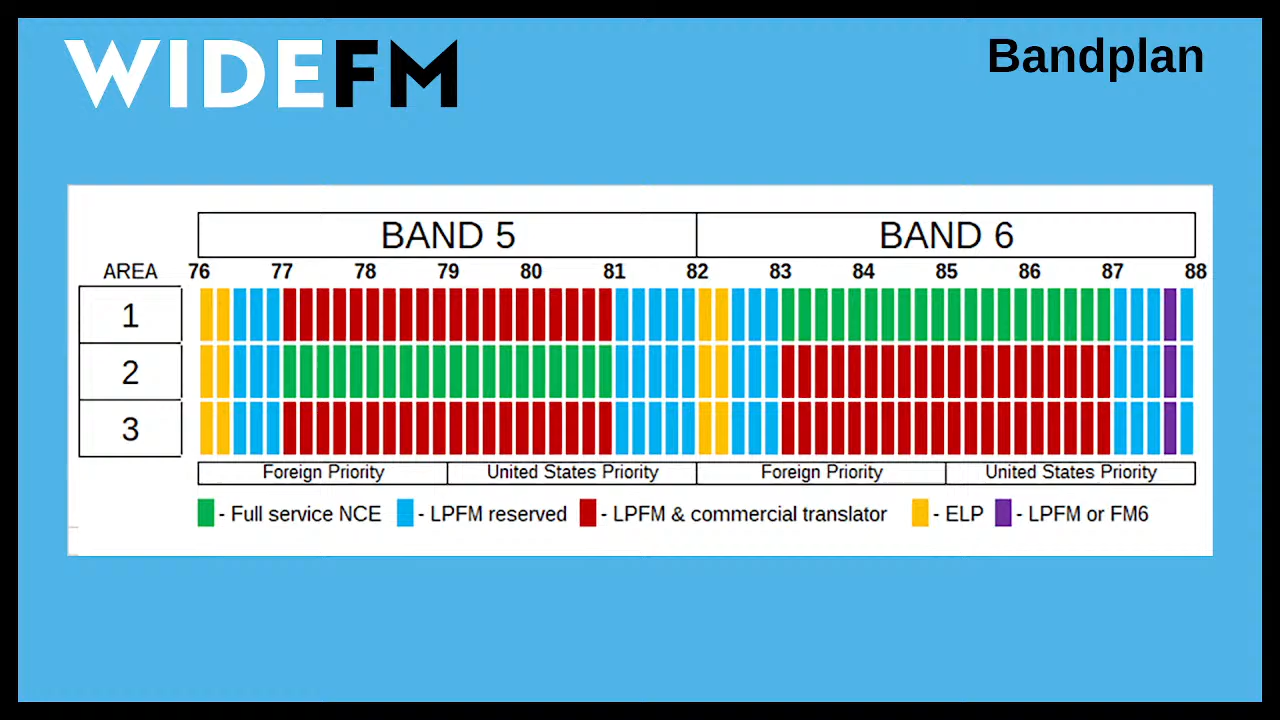 WIDEFM
Bandplan
BAND 5 BAND 6
AREA 76 77 78 79 80 81 82 83 84 85 86 87 88
1
2
3
Foreign Priority United States Priority Foreign Priority United States Priority
- Full service NCE - LPFM reserved - LPFM & commercial translator - ELP - LPFM or FM6